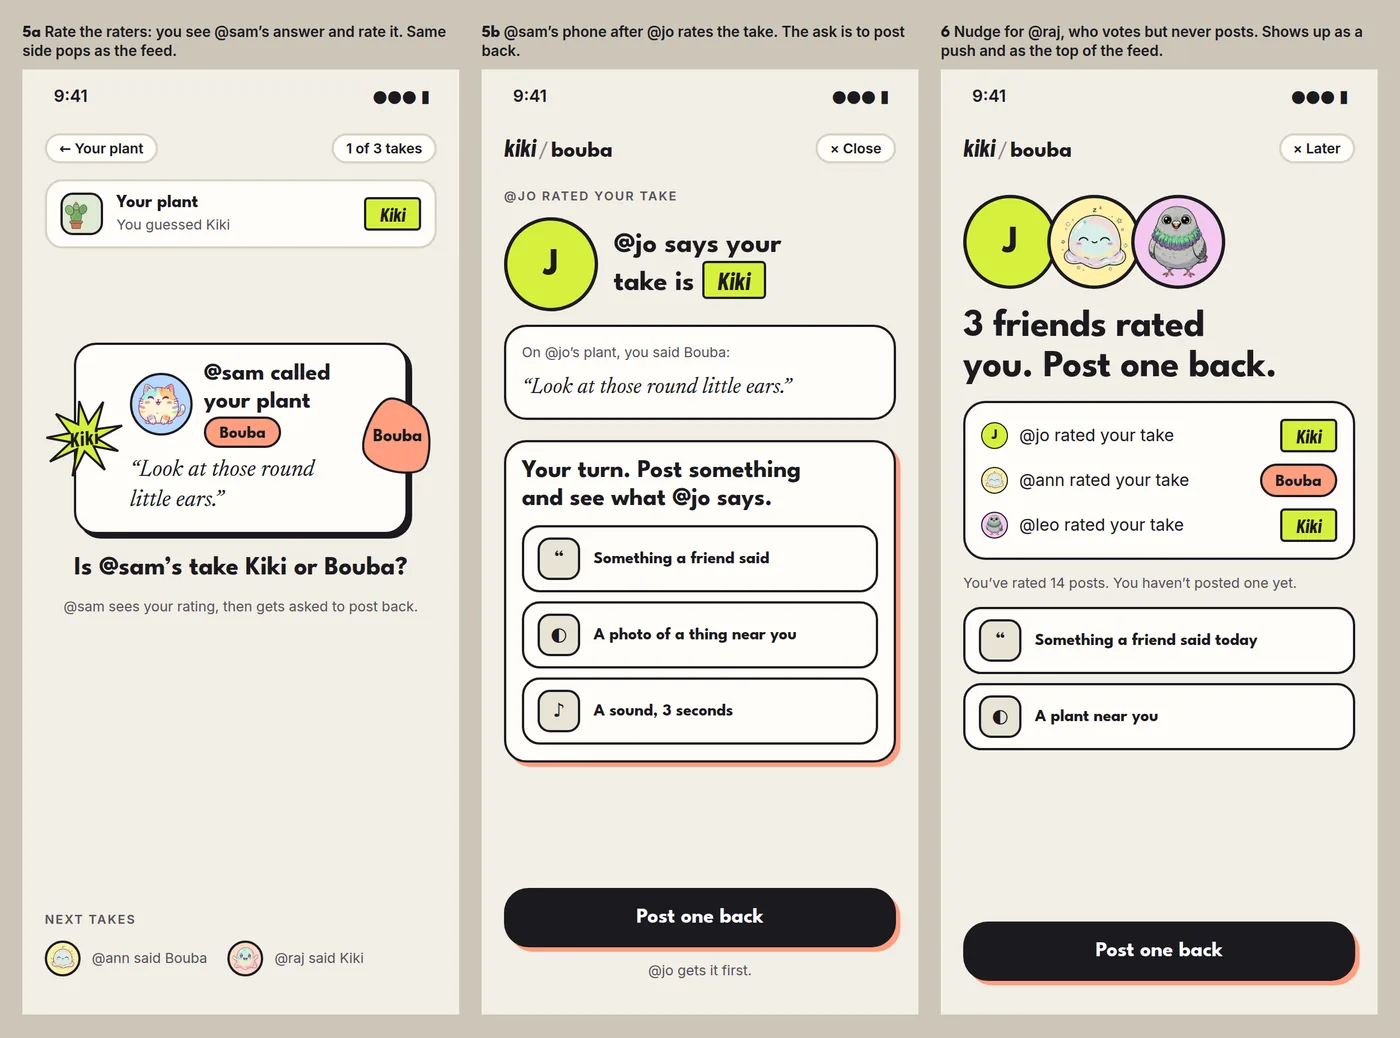 5a Rate the raters: you see @sam’s answer and rate it. Same
side pops as the feed.
9:41
← Your plant
1 of 3 takes
Your plant
You guessed Kiki
Kiki
@sam called
your plant
Bouba
“Look at those round
little ears.”
Kiki
Bouba
Is @sam’s take Kiki or Bouba?
@sam sees your rating, then gets asked to post back.
NEXT TAKES
@ann said Bouba
@raj said Kiki
5b @sam’s phone after @jo rates the take. The ask is to post
back.
9:41
kiki / bouba
× Close
@JO RATED YOUR TAKE
J
@jo says your
take is Kiki
On @jo’s plant, you said Bouba:
“Look at those round little ears.”
Your turn. Post something
and see what @jo says.
“ Something a friend said
A photo of a thing near you
♪ A sound, 3 seconds
Post one back
@jo gets it first.
6 Nudge for @raj, who votes but never posts. Shows up as a
push and as the top of the feed.
9:41
kiki / bouba
× Later
J
z
3 friends rated
you. Post one back.
J @jo rated your take Kiki
@ann rated your take Bouba
@leo rated your take Kiki
You’ve rated 14 posts. You haven’t posted one yet.
“ Something a friend said today
A plant near you
Post one back